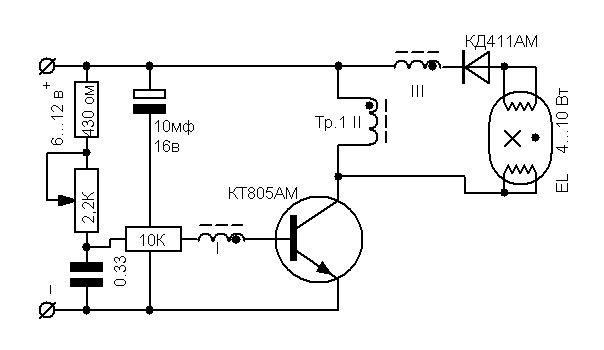 КД411АМ
+
6...12 в
430 ом
10мф
16в
Тр.1 II
III
EL 4...10 Вт
2,2К
КТ805АМ
10К
I
0.33
–